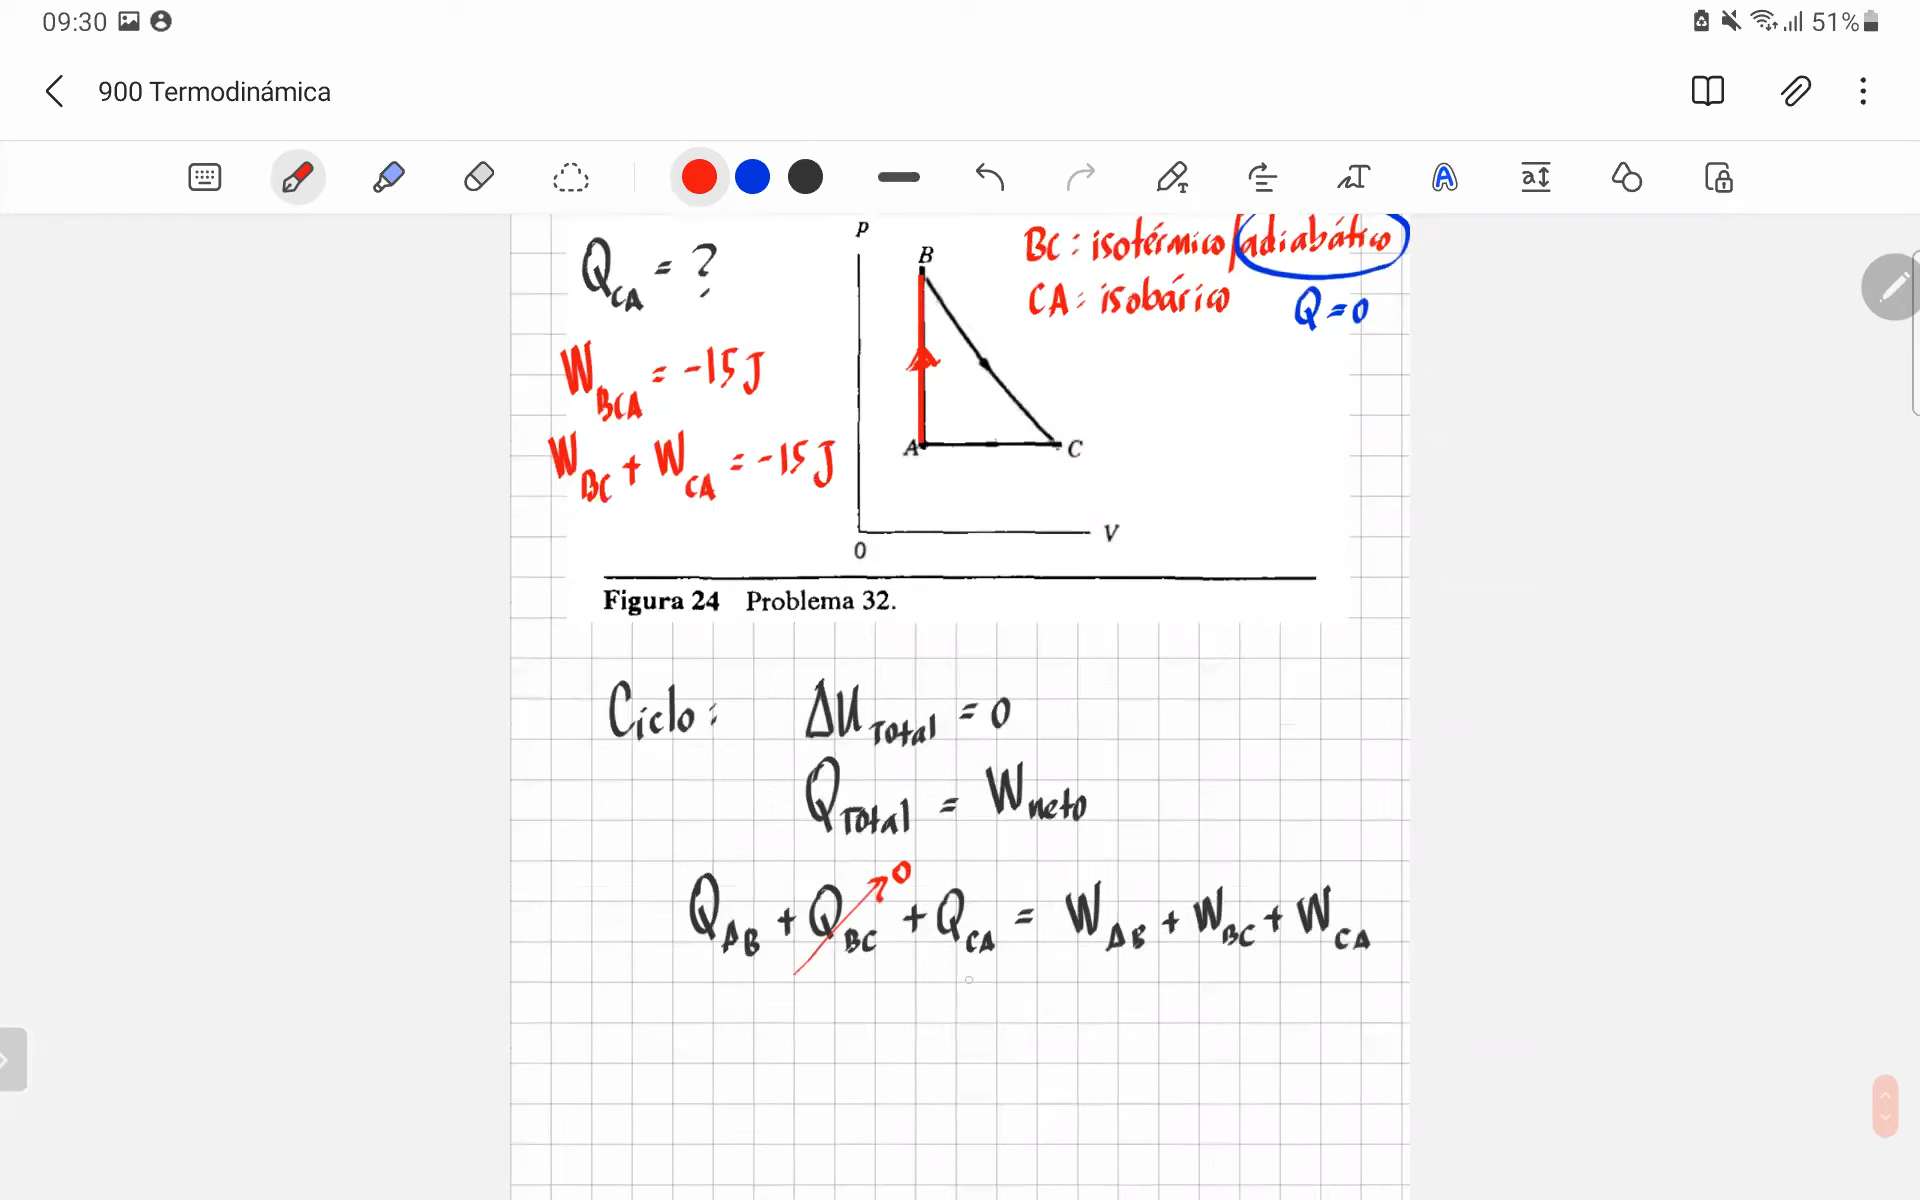 09:30 51%
900 Termodinámica
Q_CA = ?
W_BCA = -15 J
W_BC + W_CA = -15 J
P
B
A
C
V
0
BC: isotérmico/adiabático
CA: isobárico Q=0
Figura 24 Problema 32.
Ciclo: ΔU_Total = 0
Q_Total = W_neto
Q_AB + Q_BC 0 + Q_CA = W_AB + W_BC + W_CA